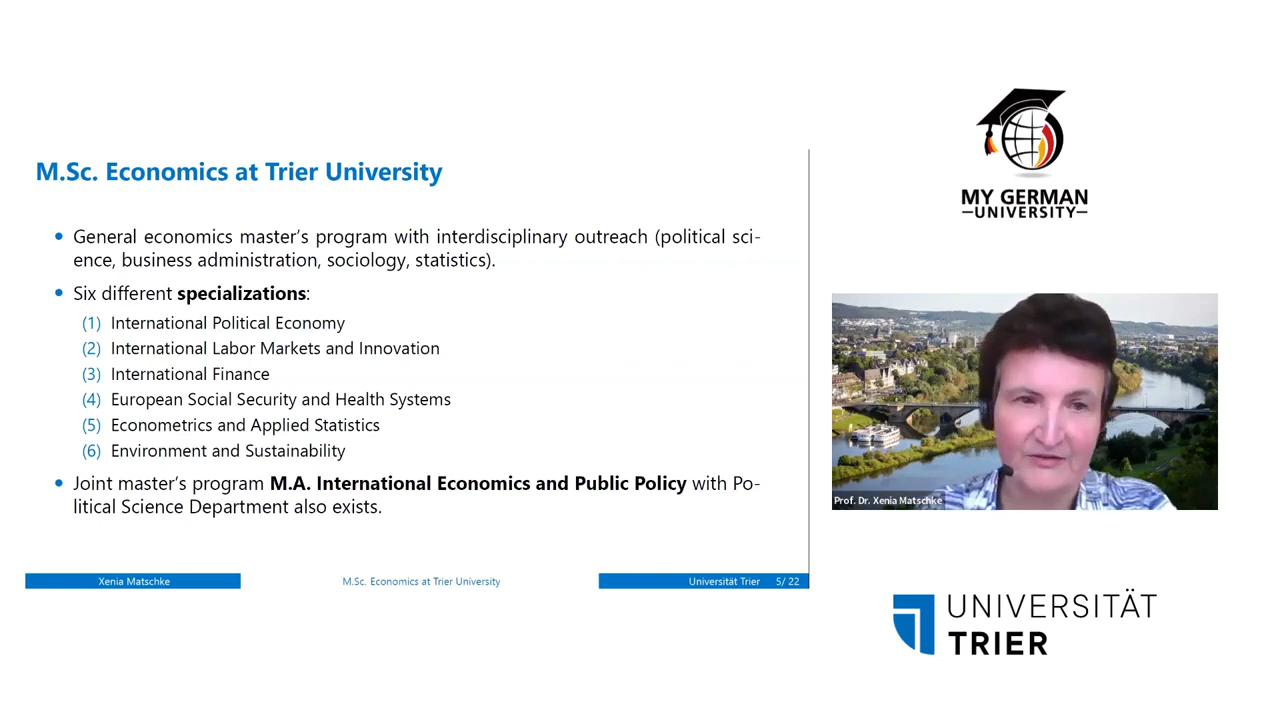 M.Sc. Economics at Trier University
General economics master's program with interdisciplinary outreach (political sci-
ence, business administration, sociology, statistics).
Six different specializations:
(1) International Political Economy
(2) International Labor Markets and Innovation
(3) International Finance
(4) European Social Security and Health Systems
(5) Econometrics and Applied Statistics
(6) Environment and Sustainability
Joint master's program M.A. International Economics and Public Policy with Po-
litical Science Department also exists.
Xenia Matschke
M.Sc. Economics at Trier University
Universität Trier 5/ 22
MY GERMAN
UNIVERSITY
Prof. Dr. Xenia Matschke
UNIVERSITÄT
TRIER